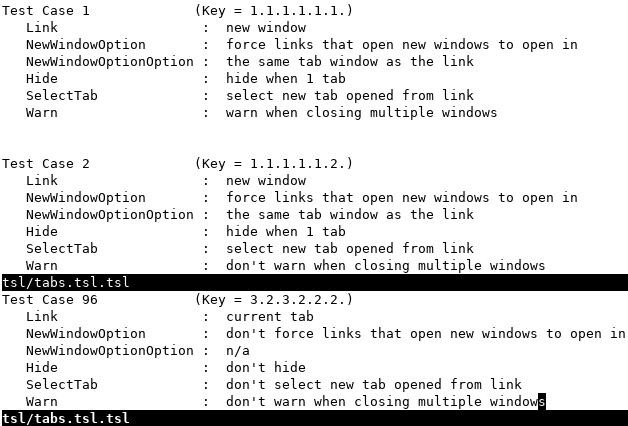 Test Case 1             (Key = 1.1.1.1.1.1.)
   Link                  :  new window
   NewWindowOption       :  force links that open new windows to open in
   NewWindowOptionOption :  the same tab window as the link
   Hide                  :  hide when 1 tab
   SelectTab             :  select new tab opened from link
   Warn                  :  warn when closing multiple windows
Test Case 2             (Key = 1.1.1.1.1.2.)
   Link                  :  new window
   NewWindowOption       :  force links that open new windows to open in
   NewWindowOptionOption :  the same tab window as the link
   Hide                  :  hide when 1 tab
   SelectTab             :  select new tab opened from link
   Warn                  :  don't warn when closing multiple windows
tsl/tabs.tsl.tsl
Test Case 96            (Key = 3.2.3.2.2.2.)
   Link                  :  current tab
   NewWindowOption       :  don't force links that open new windows to open in
   NewWindowOptionOption :  n/a
   Hide                  :  don't hide
   SelectTab             :  don't select new tab opened from link
   Warn                  :  don't warn when closing multiple windows
tsl/tabs.tsl.tsl